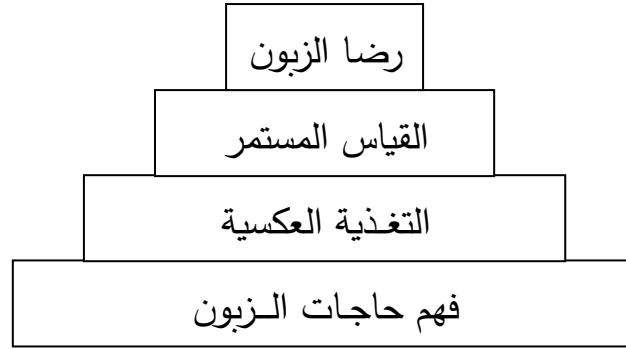 رضا الزبون
القياس المستمر
التغذية العكسية
فهم حاجات الزبون